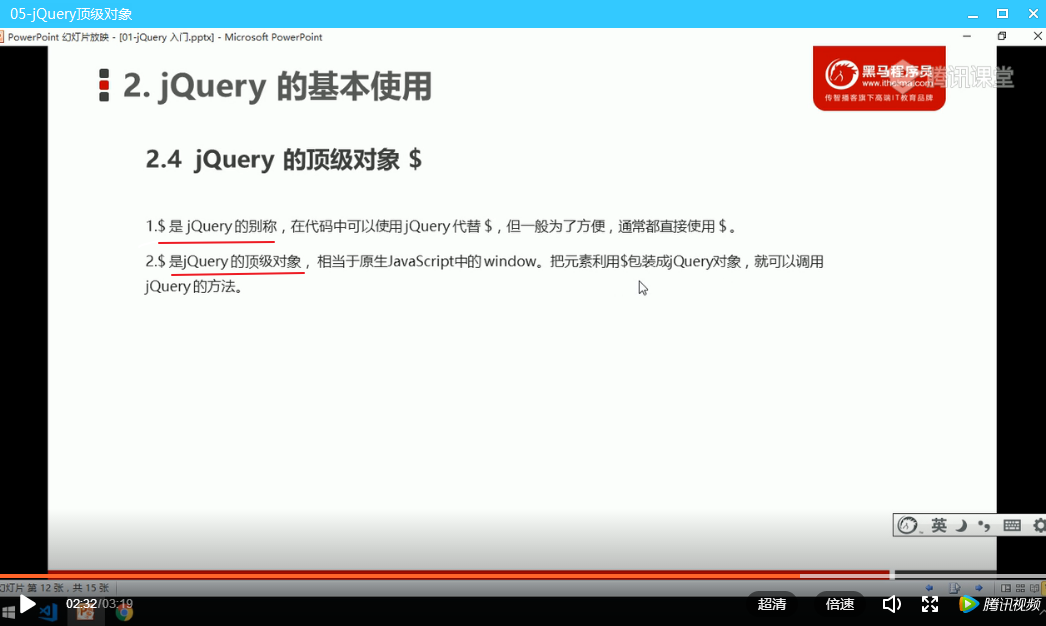 05-jQuery顶级对象
PowerPoint 幻灯片放映 - [01-jQuery 入门.pptx] - Microsoft PowerPoint
2. jQuery 的基本使用
黑马程序员
www.itheima.com
传智播客旗下高端IT教育品牌
腾讯课堂
2.4 jQuery 的顶级对象 $
1.$ 是 jQuery 的别称，在代码中可以使用 jQuery 代替 $，但一般为了方便，通常都直接使用 $ 。
2.$ 是jQuery 的顶级对象， 相当于原生JavaScript中的 window。把元素利用$包装成jQuery对象，就可以调用
jQuery 的方法。
英
幻灯片 第 12 张，共 15 张
02:32/03:19
超清
倍速
腾讯视频